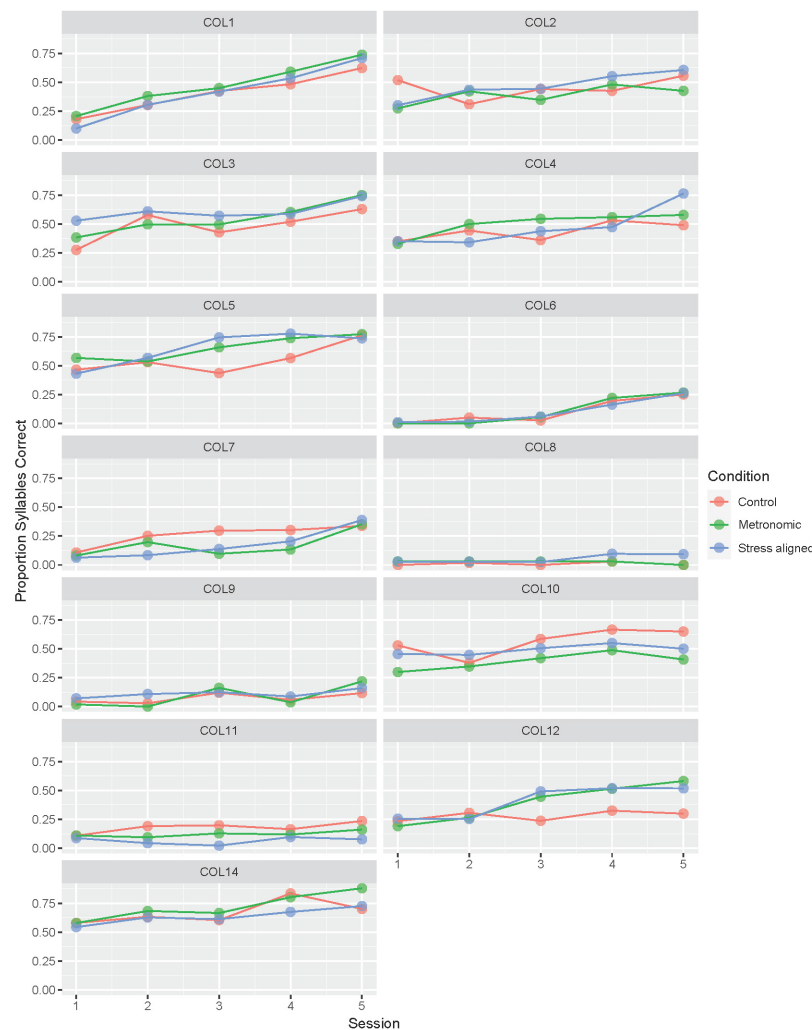 COL1 COL2
0.75
0.50
0.25
0.00
COL3 COL4
0.75
0.50
0.25
0.00
COL5 COL6
0.75
0.50
0.25
0.00
COL7 COL8
0.75
0.50
0.25
0.00
COL9 COL10
0.75
0.50
0.25
0.00
COL11 COL12
0.75
0.50
0.25
0.00
1 2 3 4 5
COL14
0.75
0.50
0.25
0.00
1 2 3 4 5
Session
Proportion Syllables Correct
Condition
Control
Metronomic
Stress aligned